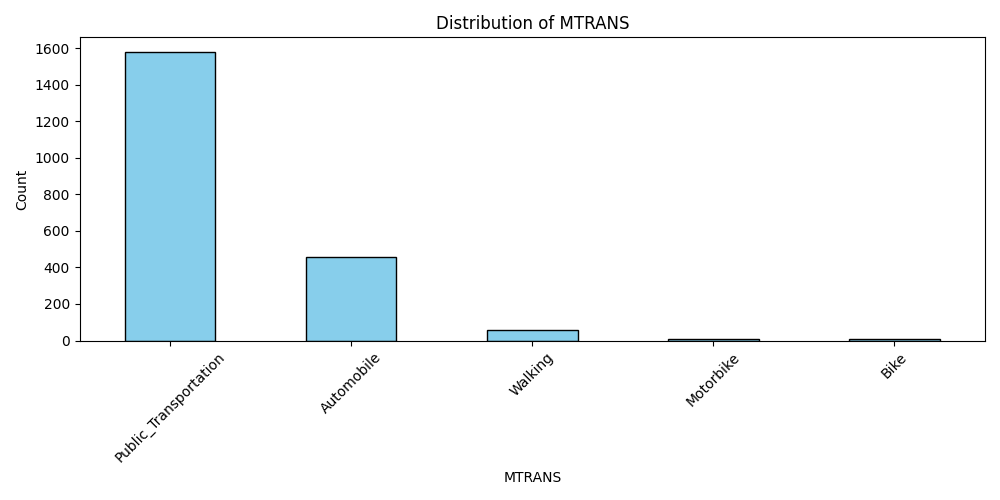 Distribution of MTRANS
1600
1400
1200
1000
800
600
400
200
0
Count
Public_Transportation
Automobile
Walking
Motorbike
Bike
MTRANS